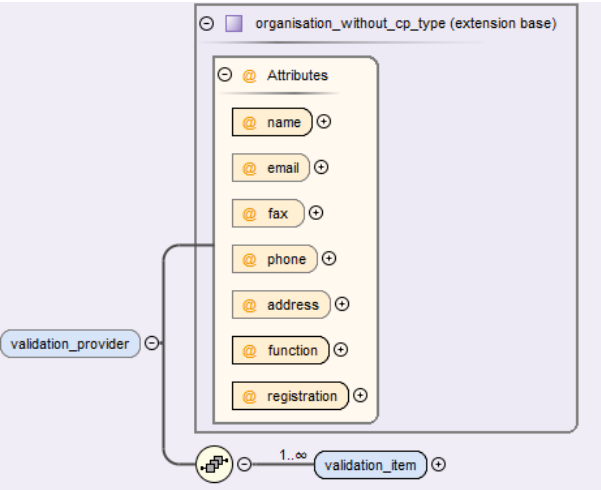 organisation_without_cp_type (extension base)
@ Attributes
@ name
@ email
@ fax
@ phone
@ address
validation_provider
@ function
@ registration
1..∞
validation_item